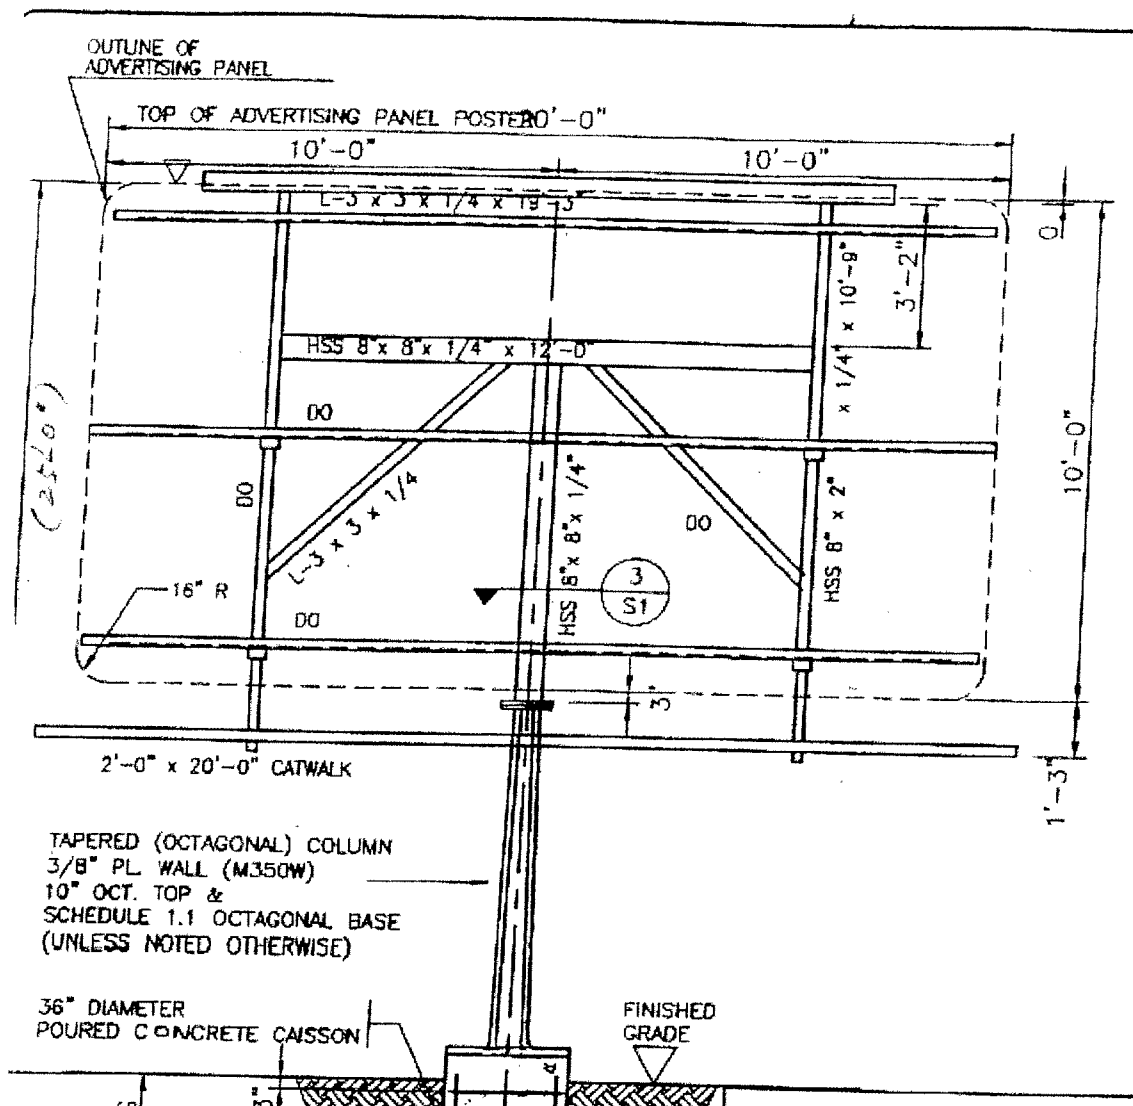 OUTLINE OF
ADVERTISING PANEL
TOP OF ADVERTISING PANEL POSTER
20'-0"
10'-0"
10'-0"
L-3 x 3 x 1/4 x 19'-3"
0
3'-2"
x 1/4" x 10'-9"
HSS 8"x 8"x 1/4" x 12'-0"
DO
10'-0"
DO
L-3 x 3 x 1/4
HSS 8"x 8"x 1/4"
DO
HSS 8" x 2"
16" R
3
S1
DO
3'
2'-0" x 20'-0" CATWALK
1'-3"
TAPERED (OCTAGONAL) COLUMN
3/8" PL. WALL (M350W)
10" OCT. TOP &
SCHEDULE 1.1 OCTAGONAL BASE
(UNLESS NOTED OTHERWISE)
36" DIAMETER
POURED CONCRETE CAISSON
FINISHED
GRADE